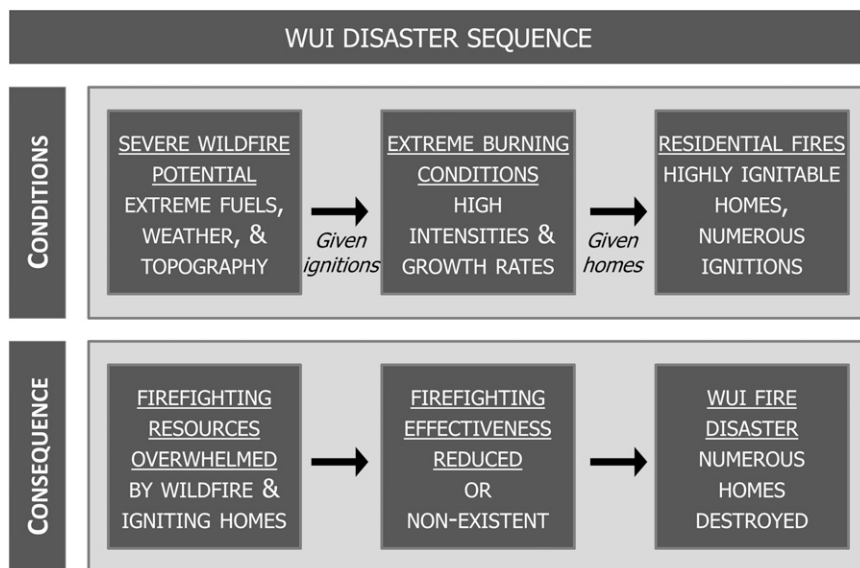 WUI DISASTER SEQUENCE
CONDITIONS
SEVERE WILDFIRE
POTENTIAL
EXTREME FUELS,
WEATHER, &
TOPOGRAPHY
Given
ignitions
EXTREME BURNING
CONDITIONS
HIGH
INTENSITIES &
GROWTH RATES
Given
homes
RESIDENTIAL FIRES
HIGHLY IGNITABLE
HOMES,
NUMEROUS
IGNITIONS
CONSEQUENCE
FIREFIGHTING
RESOURCES
OVERWHELMED
BY WILDFIRE &
IGNITING HOMES
FIREFIGHTING
EFFECTIVENESS
REDUCED
OR
NON-EXISTENT
WUI FIRE
DISASTER
NUMEROUS
HOMES
DESTROYED